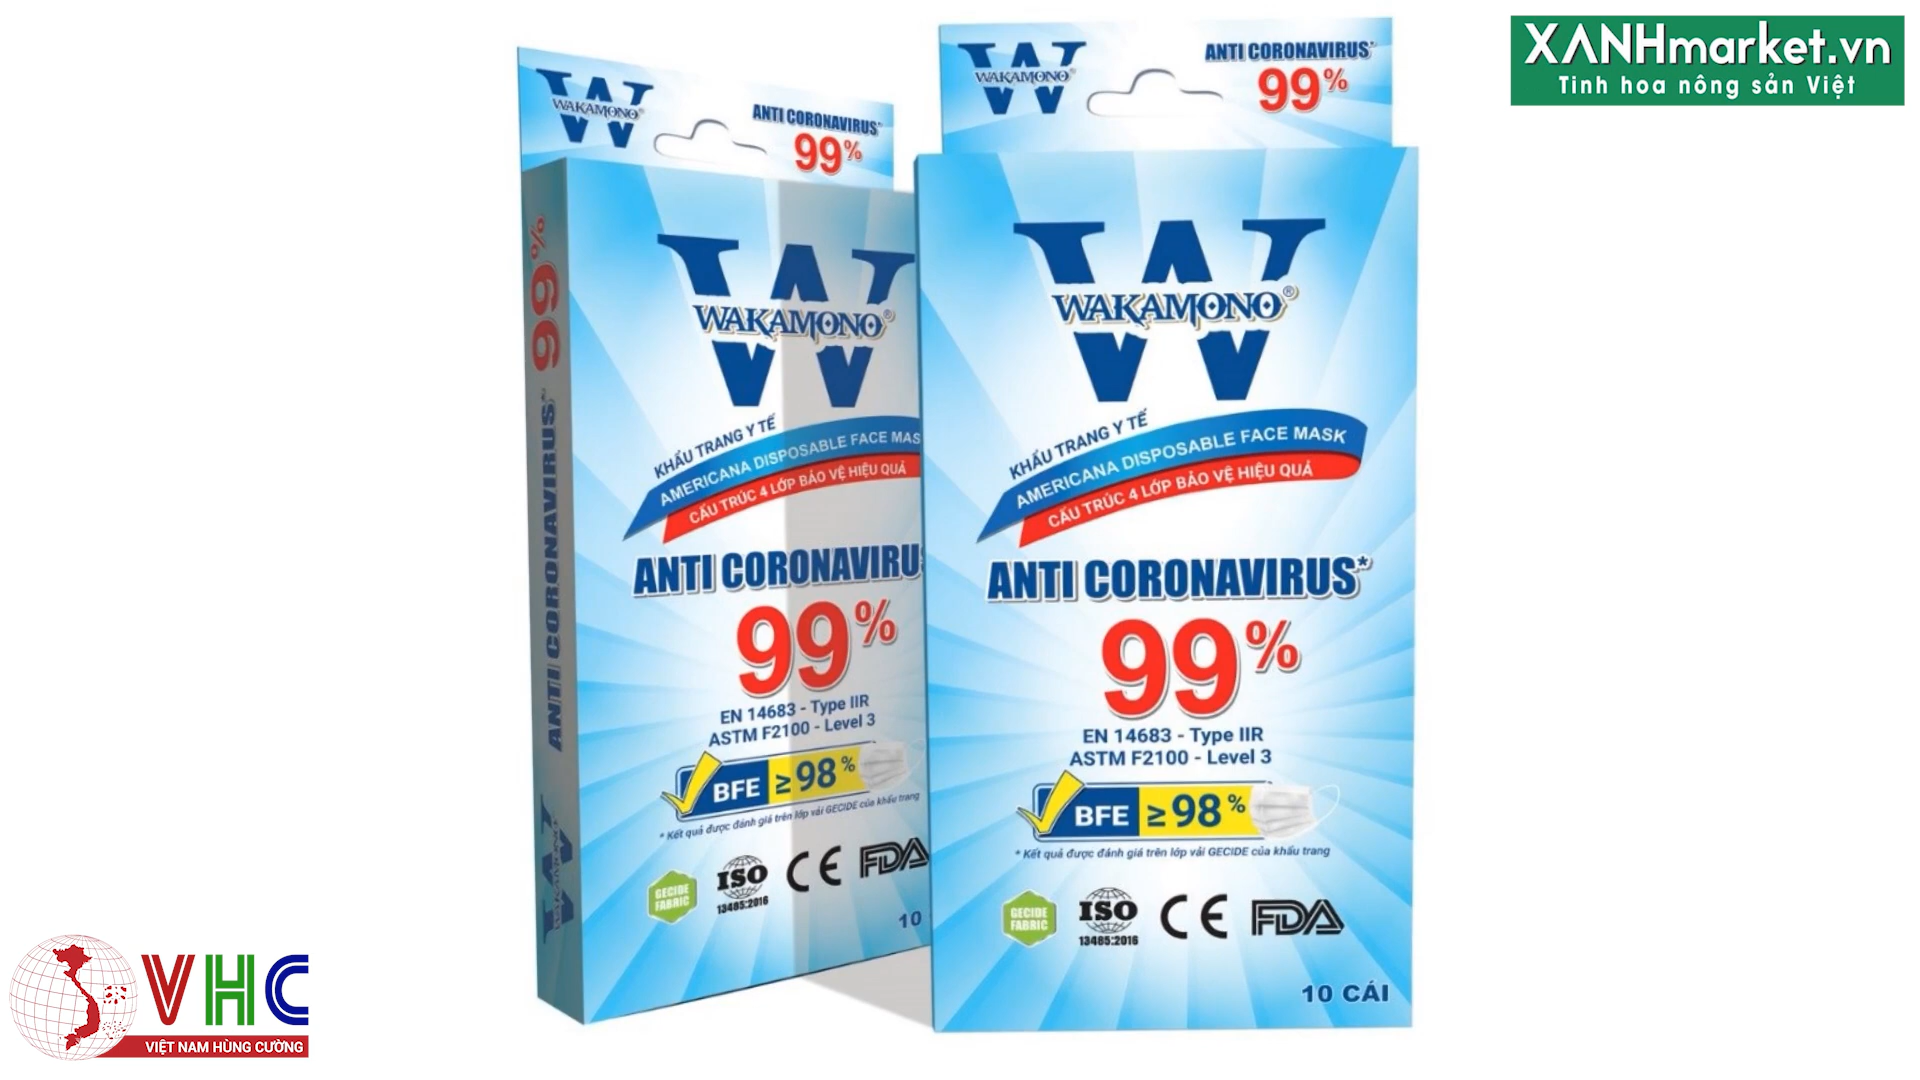 XANHmarket.vn
Tinh hoa nông sản Việt
W
WAKAMONO
ANTI CORONAVIRUS*
99%
99%
ANTI CORONAVIRUS*
W
WAKAMONO
W
WAKAMONO®
KHẨU TRANG Y TẾ
AMERICANA DISPOSABLE FACE MAS
CẤU TRÚC 4 LỚP BẢO VỆ HIỆU QUẢ
ANTI CORONAVIRU
99%
EN 14683 - Type IIR
ASTM F2100 - Level 3
BFE ≥ 98%
* Kết quả được đánh giá trên lớp vải GECIDE của khẩu trang
GECIDE
FABRIC
ISO
13485:2016
CE FDA
10
W
WAKAMONO
ANTI CORONAVIRUS*
99%
W
WAKAMONO®
KHẨU TRANG Y TẾ
AMERICANA DISPOSABLE FACE MASK
CẤU TRÚC 4 LỚP BẢO VỆ HIỆU QUẢ
ANTI CORONAVIRUS*
99%
EN 14683 - Type IIR
ASTM F2100 - Level 3
BFE ≥ 98%
* Kết quả được đánh giá trên lớp vải GECIDE của khẩu trang
GECIDE
FABRIC
ISO
13485:2016
CE FDA
10 CÁI
VHC
VIỆT NAM HÙNG CƯỜNG